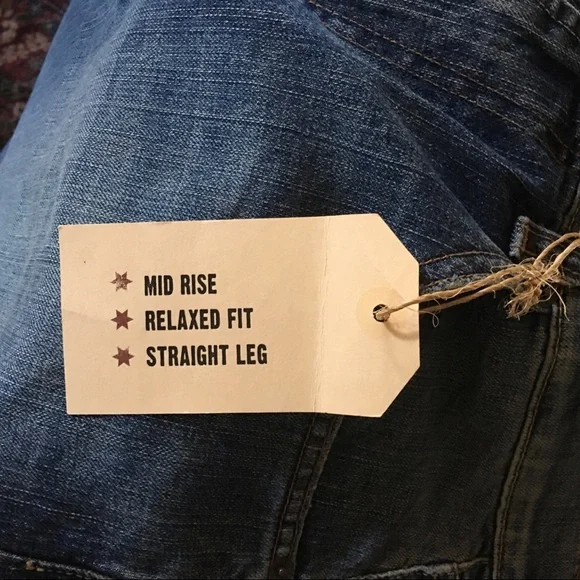 MID RISE
RELAXED FIT
STRAIGHT LEG